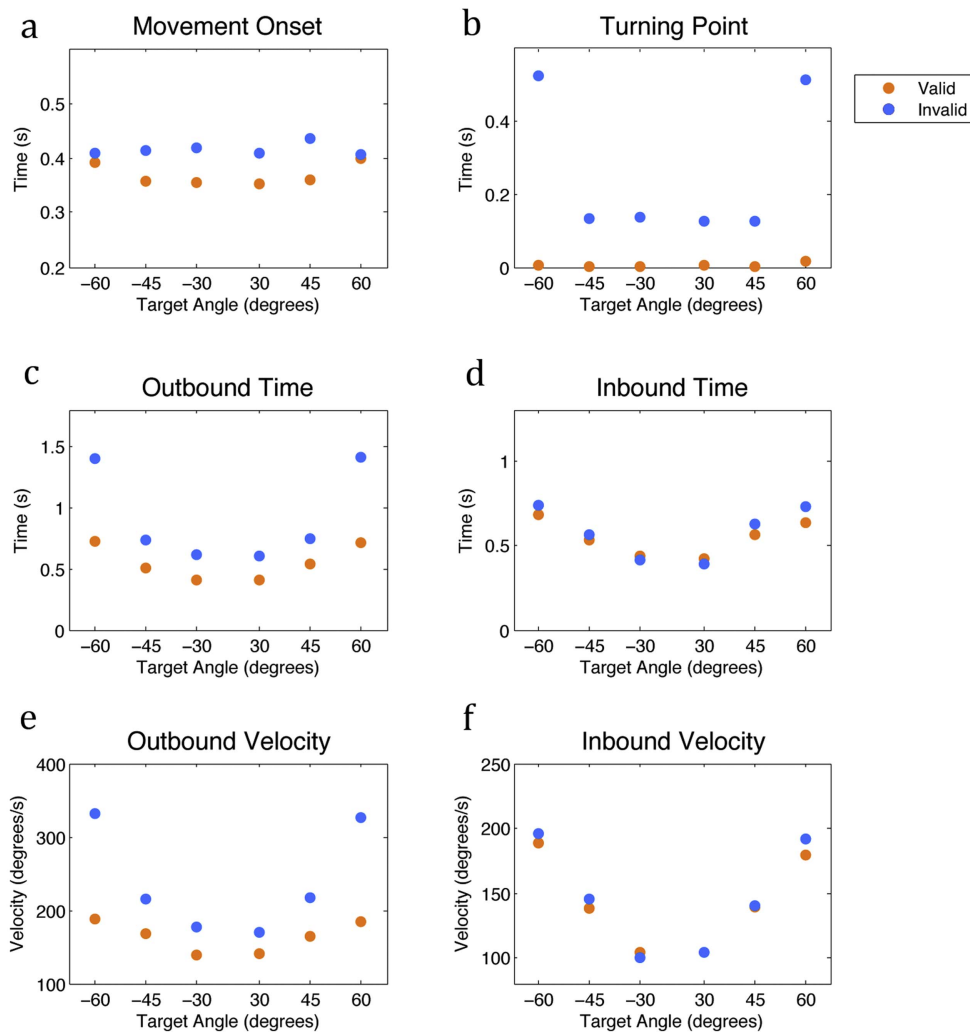 a
Movement Onset
0.5
0.4
0.3
0.2
Time (s)
−60 −45 −30 30 45 60
Target Angle (degrees)
b
Turning Point
0.4
0.2
0
Time (s)
−60 −45 −30 30 45 60
Target Angle (degrees)
Valid
Invalid
c
Outbound Time
1.5
1
0.5
0
Time (s)
−60 −45 −30 30 45 60
Target Angle (degrees)
d
Inbound Time
1
0.5
0
Time (s)
−60 −45 −30 30 45 60
Target Angle (degrees)
e
Outbound Velocity
400
300
200
100
Velocity (degrees/s)
−60 −45 −30 30 45 60
Target Angle (degrees)
f
Inbound Velocity
250
200
150
100
Velocity (degrees/s)
−60 −45 −30 30 45 60
Target Angle (degrees)